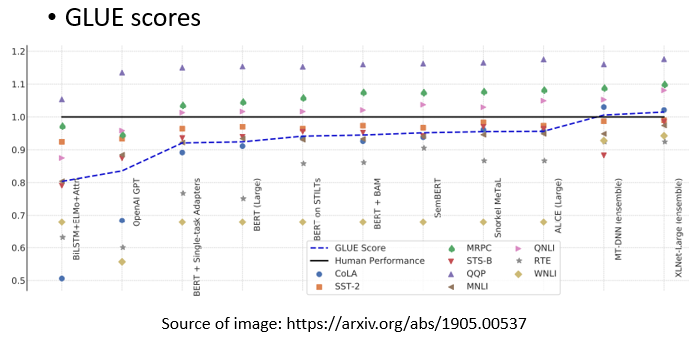 • GLUE scores
1.2
1.1
1.0
0.9
0.8
0.7
0.6
0.5
BiLSTM+ELMo+Attn
OpenAI GPT
BERT + Single-task Adapters
BERT (Large)
BERT on STILTs
BERT + BAM
SemBERT
Snorkel MeTaL
ALICE (Large)
MT-DNN (ensemble)
XLNet-Large (ensemble)
GLUE Score
Human Performance
CoLA
SST-2
MRPC
STS-B
QQP
MNLI
QNLI
RTE
WNLI
Source of image: https://arxiv.org/abs/1905.00537